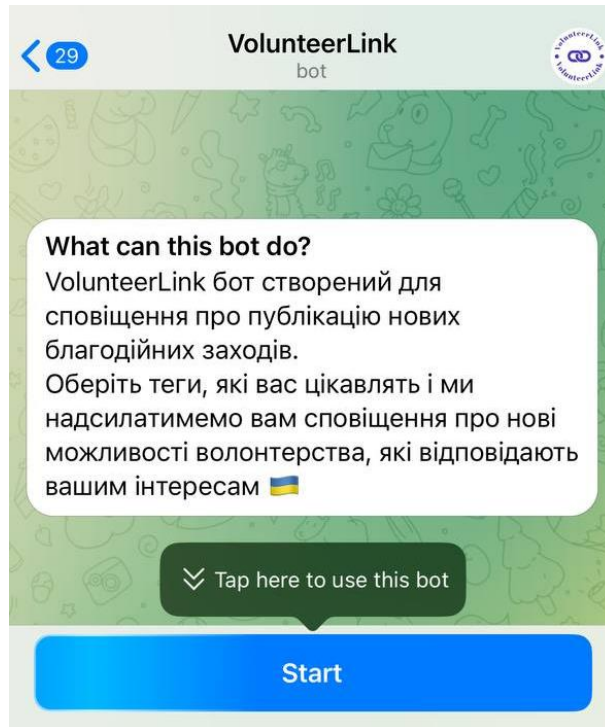 29
VolunteerLink
bot
VolunteerLink
VolunteerLink
What can this bot do?
VolunteerLink бот створений для
сповіщення про публікацію нових
благодійних заходів.
Оберіть теги, які вас цікавлять і ми
надсилатимемо вам сповіщення про нові
можливості волонтерства, які відповідають
вашим інтересам 🇺🇦
Tap here to use this bot
Start